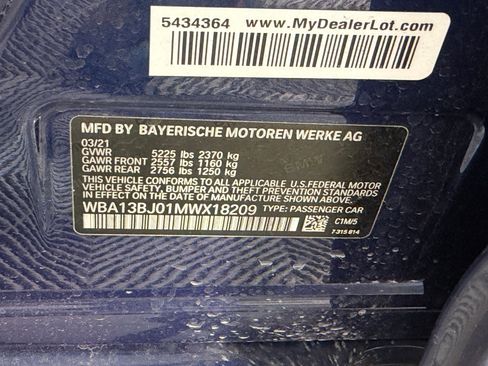 5434364 www.MyDealerLot.com
MFD BY BAYERISCHE MOTOREN WERKE AG
03/21
GVWR 5225 lbs 2370 kg
GAWR FRONT 2557 lbs 1160 kg
GAWR REAR 2756 lbs 1250 kg
THIS VEHICLE CONFORMS TO ALL APPLICABLE U.S.FEDERAL MOTOR
VEHICLE SAFETY, BUMPER AND THEFT PREVENTION STANDARDS
IN EFFECT ON THE DATE OF MANUFACTURE SHOWN ABOVE.
WBA13BJ01MWX18209 TYPE: PASSENGER CAR
C1M/5
7 315 814